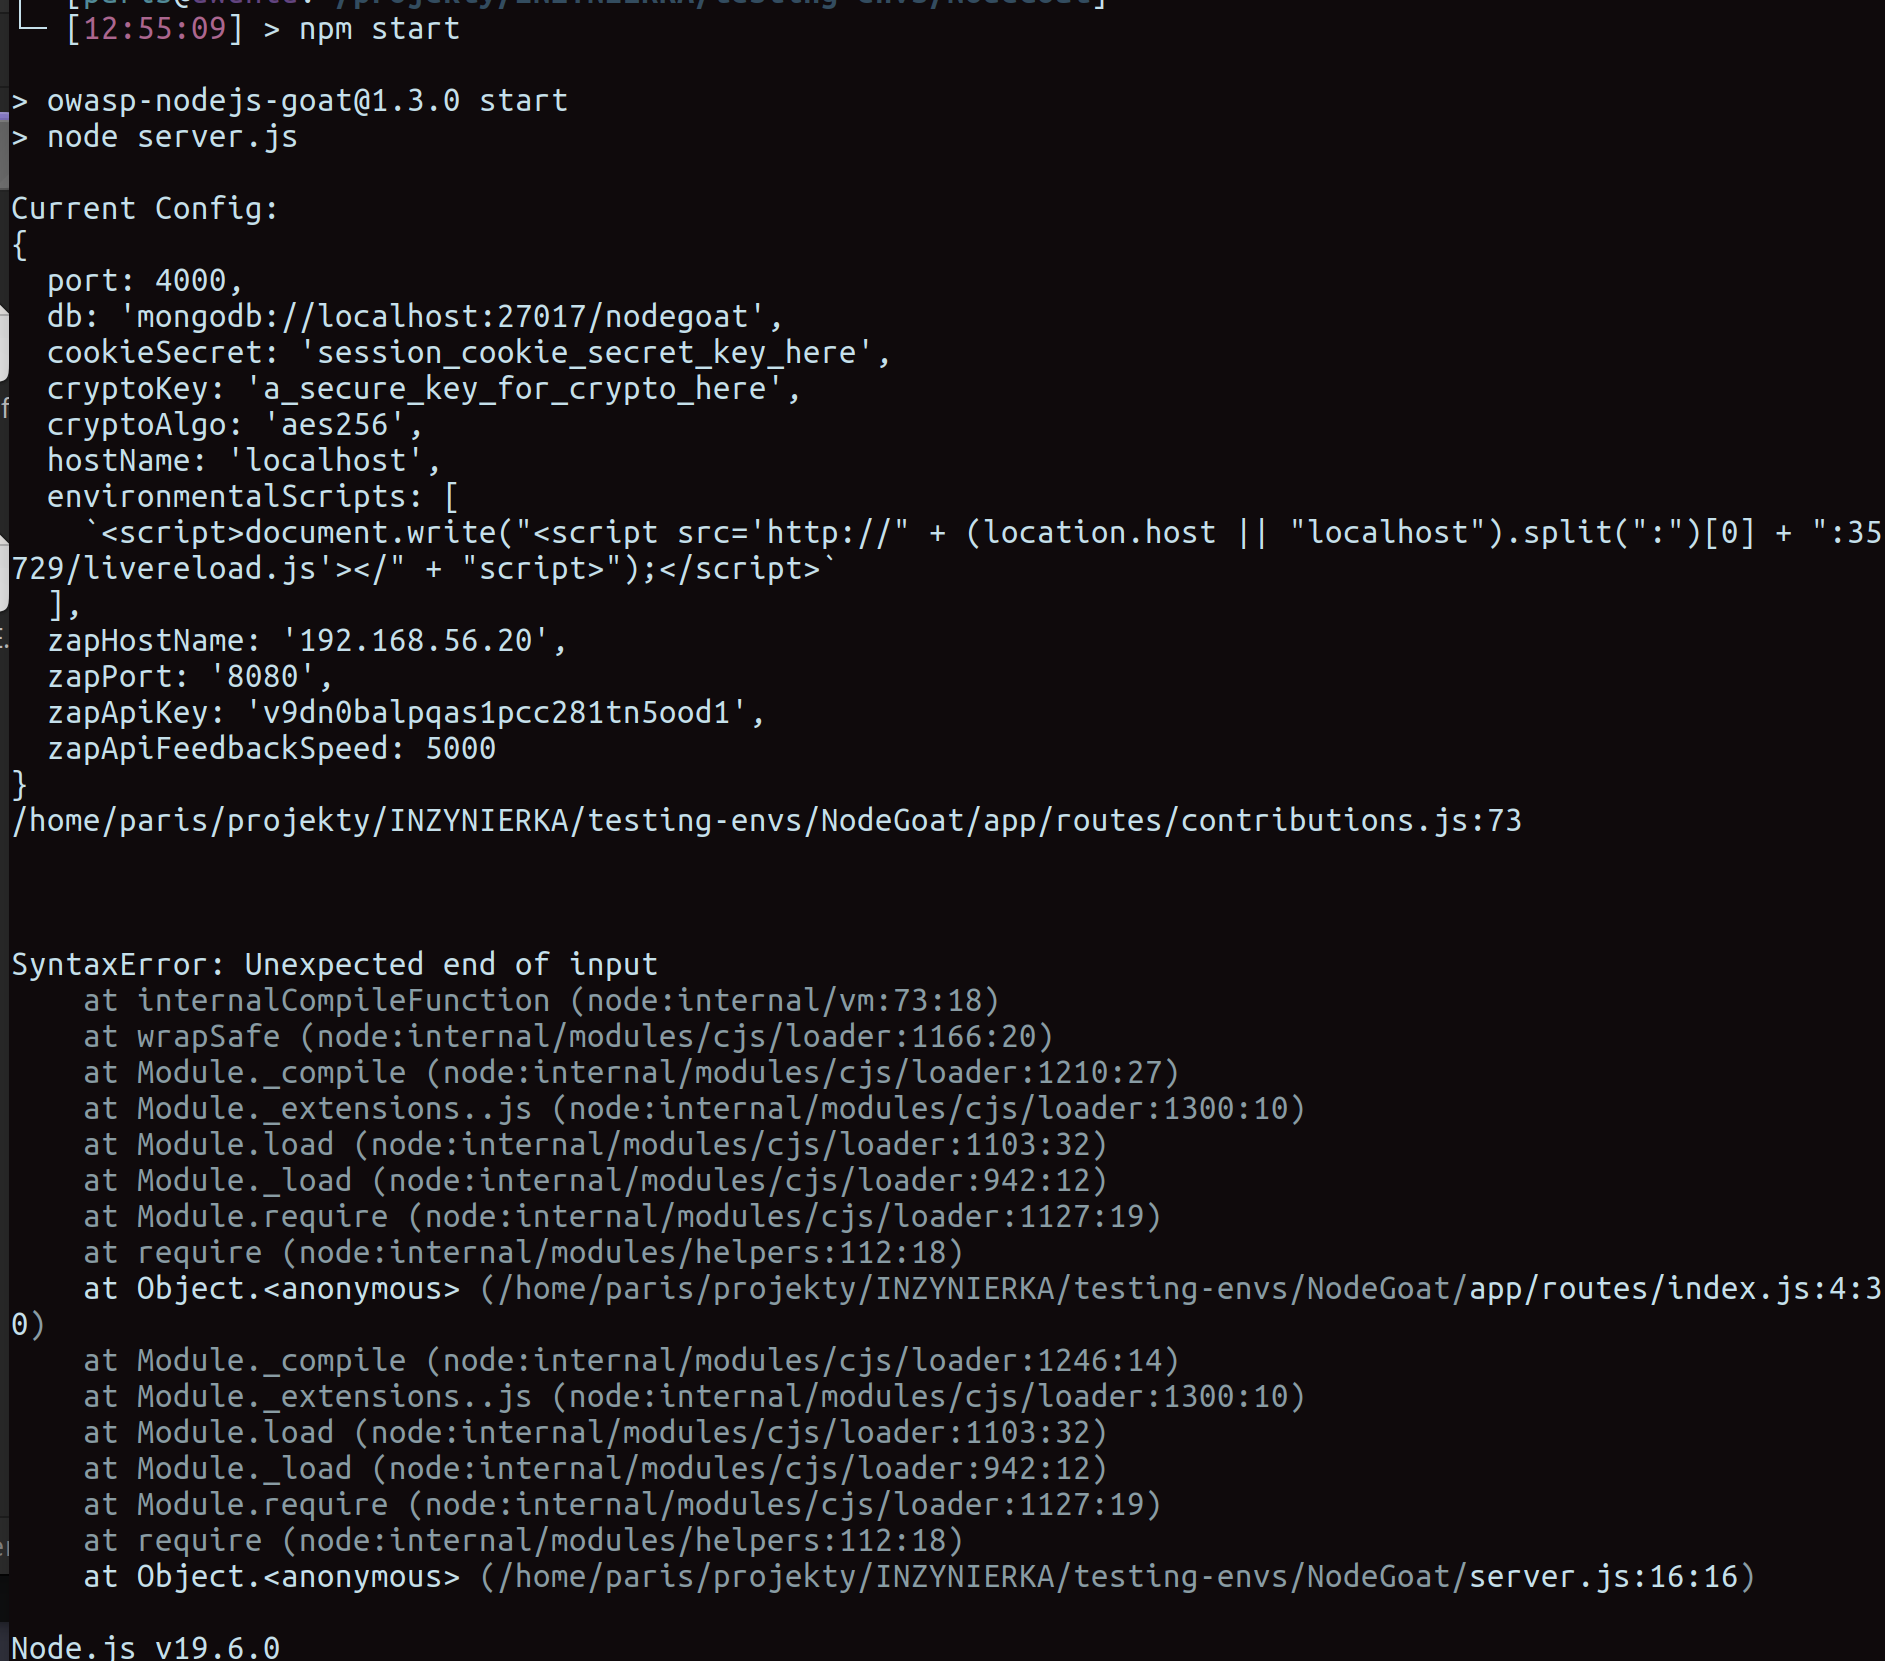 [12:55:09] > npm start
> owasp-nodejs-goat@1.3.0 start
> node server.js
Current Config:
{
  port: 4000,
  db: 'mongodb://localhost:27017/nodegoat',
  cookieSecret: 'session_cookie_secret_key_here',
  cryptoKey: 'a_secure_key_for_crypto_here',
  cryptoAlgo: 'aes256',
  hostName: 'localhost',
  environmentalScripts: [
    `<script>document.write("<script src='http://" + (location.host || "localhost").split(":")[0] + ":35
729/livereload.js'></" + "script>");</script>`
  ],
  zapHostName: '192.168.56.20',
  zapPort: '8080',
  zapApiKey: 'v9dn0balpqas1pcc281tn5ood1',
  zapApiFeedbackSpeed: 5000
}
/home/paris/projekty/INZYNIERKA/testing-envs/NodeGoat/app/routes/contributions.js:73
SyntaxError: Unexpected end of input
    at internalCompileFunction (node:internal/vm:73:18)
    at wrapSafe (node:internal/modules/cjs/loader:1166:20)
    at Module._compile (node:internal/modules/cjs/loader:1210:27)
    at Module._extensions..js (node:internal/modules/cjs/loader:1300:10)
    at Module.load (node:internal/modules/cjs/loader:1103:32)
    at Module._load (node:internal/modules/cjs/loader:942:12)
    at Module.require (node:internal/modules/cjs/loader:1127:19)
    at require (node:internal/modules/helpers:112:18)
    at Object.<anonymous> (/home/paris/projekty/INZYNIERKA/testing-envs/NodeGoat/app/routes/index.js:4:3
0)
    at Module._compile (node:internal/modules/cjs/loader:1246:14)
    at Module._extensions..js (node:internal/modules/cjs/loader:1300:10)
    at Module.load (node:internal/modules/cjs/loader:1103:32)
    at Module._load (node:internal/modules/cjs/loader:942:12)
    at Module.require (node:internal/modules/cjs/loader:1127:19)
    at require (node:internal/modules/helpers:112:18)
    at Object.<anonymous> (/home/paris/projekty/INZYNIERKA/testing-envs/NodeGoat/server.js:16:16)
Node.js v19.6.0